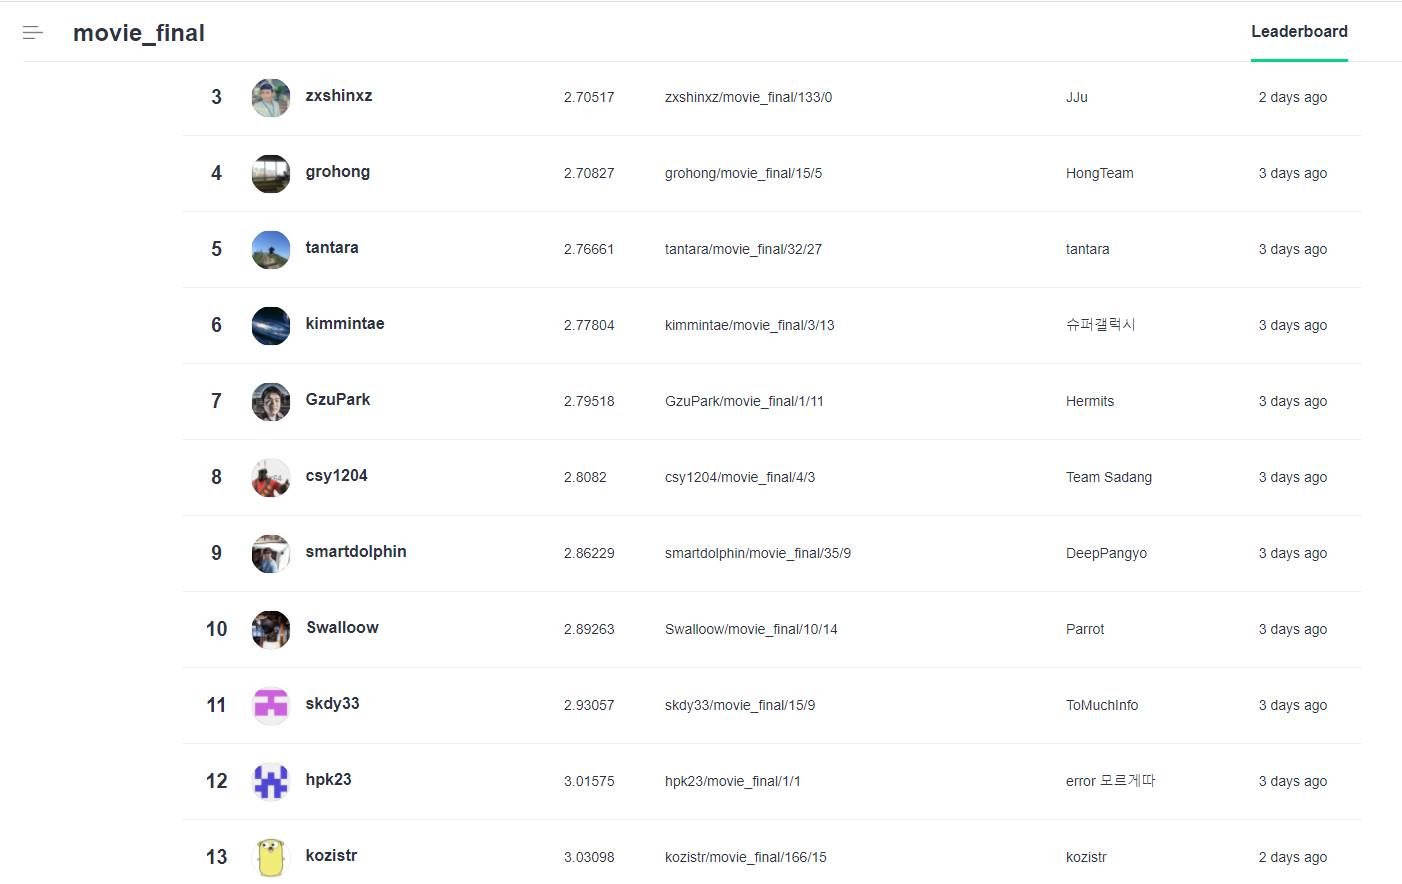 movie_final Leaderboard
3 zxshinxz 2.70517 zxshinxz/movie_final/133/0 JJu 2 days ago
4 grohong 2.70827 grohong/movie_final/15/5 HongTeam 3 days ago
5 tantara 2.76661 tantara/movie_final/32/27 tantara 3 days ago
6 kimmintae 2.77804 kimmintae/movie_final/3/13 슈퍼갤럭시 3 days ago
7 GzuPark 2.79518 GzuPark/movie_final/1/11 Hermits 3 days ago
8 csy1204 2.8082 csy1204/movie_final/4/3 Team Sadang 3 days ago
9 smartdolphin 2.86229 smartdolphin/movie_final/35/9 DeepPangyo 3 days ago
10 Swalloow 2.89263 Swalloow/movie_final/10/14 Parrot 3 days ago
11 skdy33 2.93057 skdy33/movie_final/15/9 ToMuchInfo 3 days ago
12 hpk23 3.01575 hpk23/movie_final/1/1 error 모르게따 3 days ago
13 kozistr 3.03098 kozistr/movie_final/166/15 kozistr 2 days ago